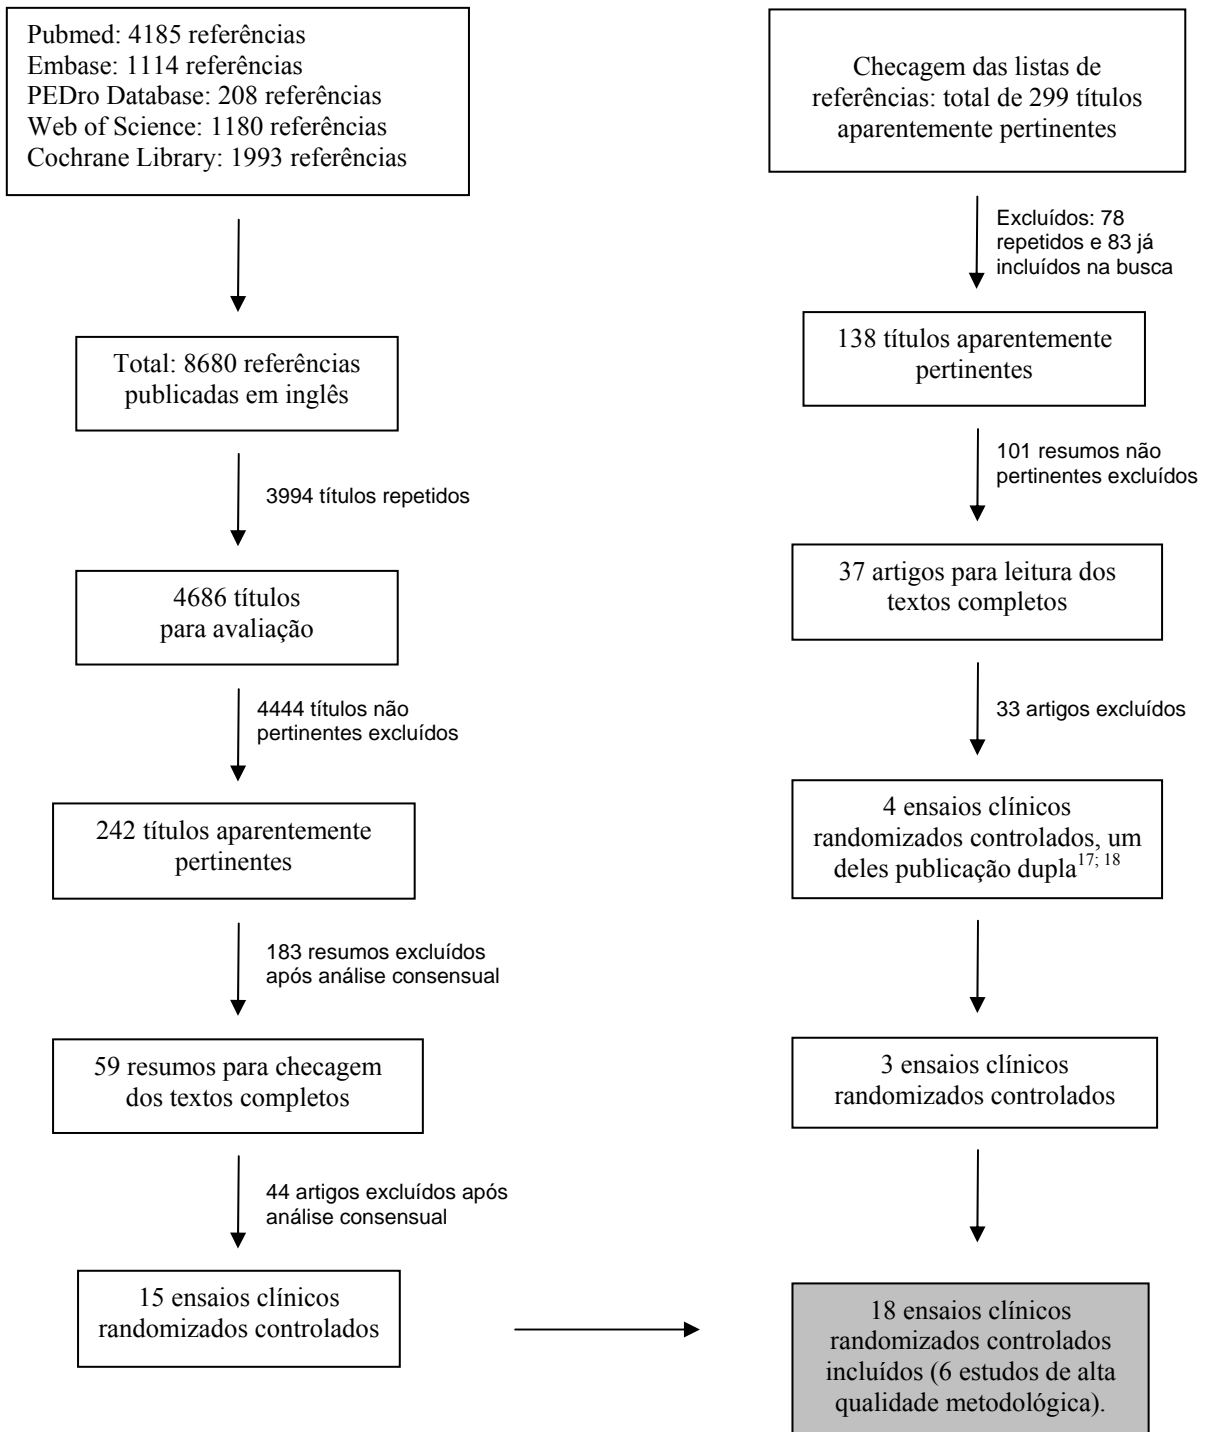 Pubmed: 4185 referências
Embase: 1114 referências
PEDro Database: 208 referências
Web of Science: 1180 referências
Cochrane Library: 1993 referências
Total: 8680 referências
publicadas em inglês
3994 títulos repetidos
4686 títulos
para avaliação
4444 títulos não
pertinentes excluídos
242 títulos aparentemente
pertinentes
183 resumos excluídos
após análise consensual
59 resumos para checagem
dos textos completos
44 artigos excluídos após
análise consensual
15 ensaios clínicos
randomizados controlados
Checagem das listas de
referências: total de 299 títulos
aparentemente pertinentes
Excluídos: 78
repetidos e 83 já
incluídos na busca
138 títulos aparentemente
pertinentes
101 resumos não
pertinentes excluídos
37 artigos para leitura dos
textos completos
33 artigos excluídos
4 ensaios clínicos
randomizados controlados, um
deles publicação dupla17; 18
3 ensaios clínicos
randomizados controlados
18 ensaios clínicos
randomizados controlados
incluídos (6 estudos de alta
qualidade metodológica).